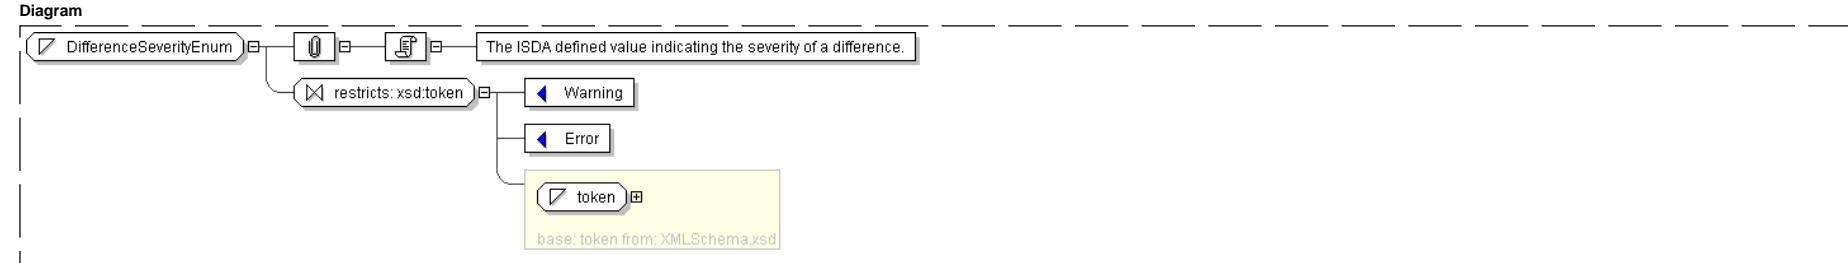 Diagram
DifferenceSeverityEnum
The ISDA defined value indicating the severity of a difference.
restricts: xsd:token
Warning
Error
token
base: token from: XMLSchema.xsd